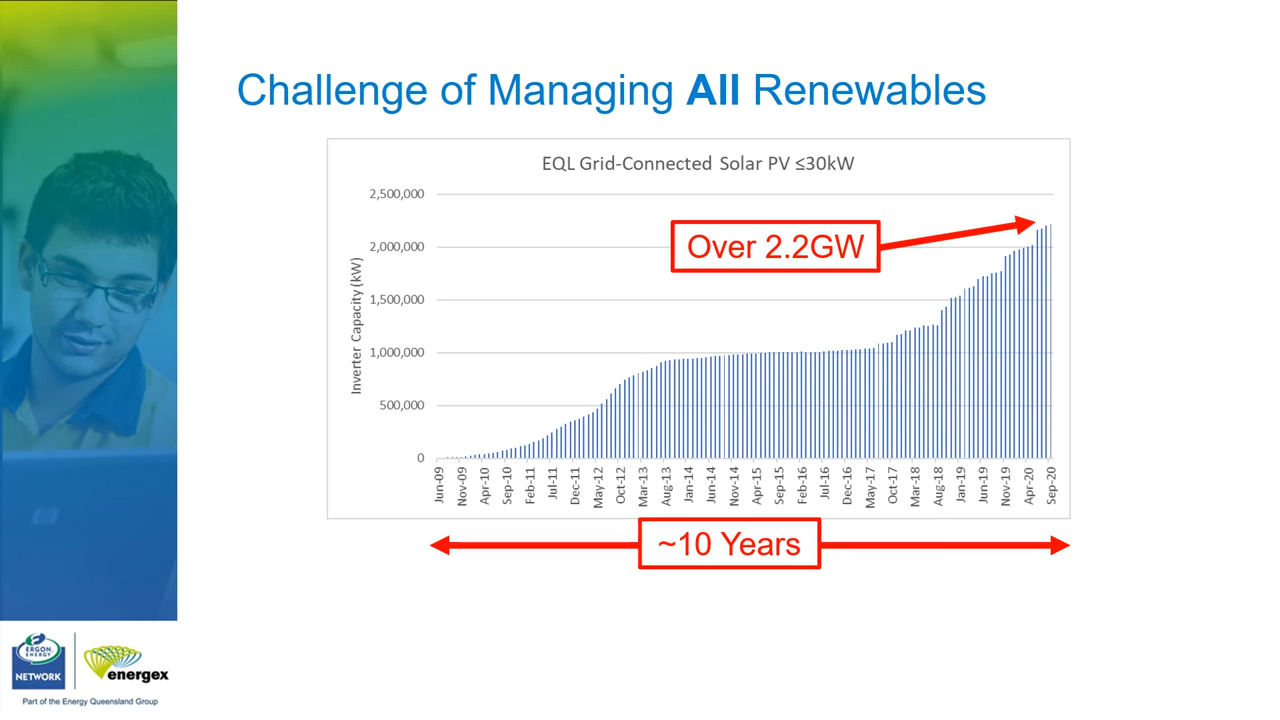 Challenge of Managing All Renewables
EQL Grid-Connected Solar PV ≤30kW
2,500,000
2,000,000
1,500,000
1,000,000
500,000
0
Inverter Capacity (kW)
Over 2.2GW
Jun-09
Nov-09
Apr-10
Sep-10
Feb-11
Jul-11
Dec-11
May-12
Oct-12
Mar-13
Aug-13
Jan-14
Jun-14
Nov-14
Apr-15
Sep-15
Feb-16
Jul-16
Dec-16
May-17
Oct-17
Mar-18
Aug-18
Jan-19
Jun-19
Nov-19
Apr-20
Sep-20
~10 Years
ERGON
ENERGY
NETWORK
energex
Part of the Energy Queensland Group